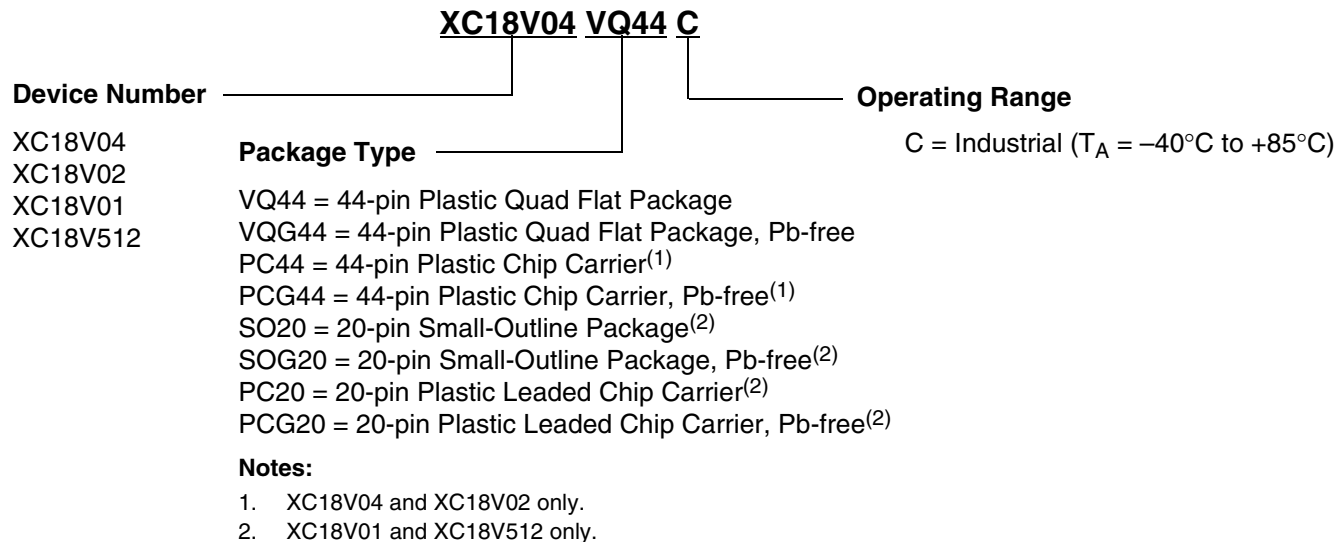 XC18V04 VQ44 C
Device Number
XC18V04
XC18V02
XC18V01
XC18V512
Package Type
VQ44 = 44-pin Plastic Quad Flat Package
VQG44 = 44-pin Plastic Quad Flat Package, Pb-free
PC44 = 44-pin Plastic Chip Carrier(1)
PCG44 = 44-pin Plastic Chip Carrier, Pb-free(1)
SO20 = 20-pin Small-Outline Package(2)
SOG20 = 20-pin Small-Outline Package, Pb-free(2)
PC20 = 20-pin Plastic Leaded Chip Carrier(2)
PCG20 = 20-pin Plastic Leaded Chip Carrier, Pb-free(2)
Notes:
1. XC18V04 and XC18V02 only.
2. XC18V01 and XC18V512 only.
Operating Range
C = Industrial (TA = –40°C to +85°C)